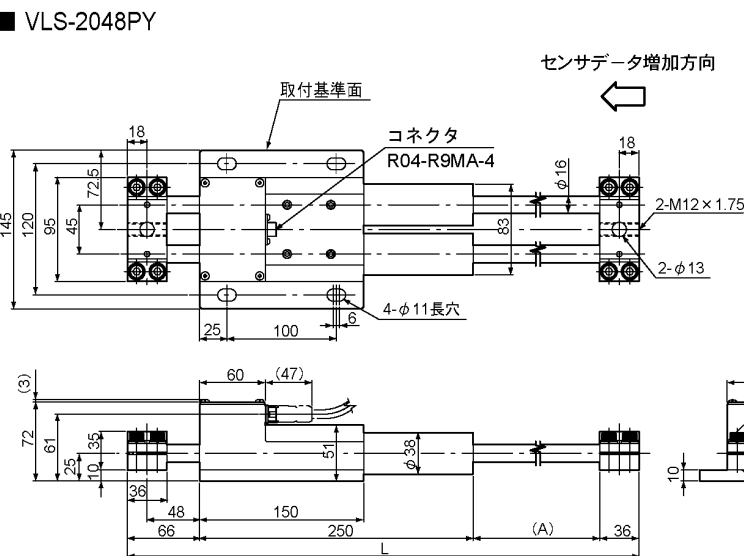 ■ VLS-2048PY
センサデータ増加方向
取付基準面
コネクタ
R04-R9MA-4
18
18
φ16
72.5
145
120
95
45
83
2-M12×1.75
2-φ13
4-φ11長穴
6
25
100
60
(47)
(3)
72
61
35
25
10
51
φ38
10
36
48
150
66
250
(A)
36
L